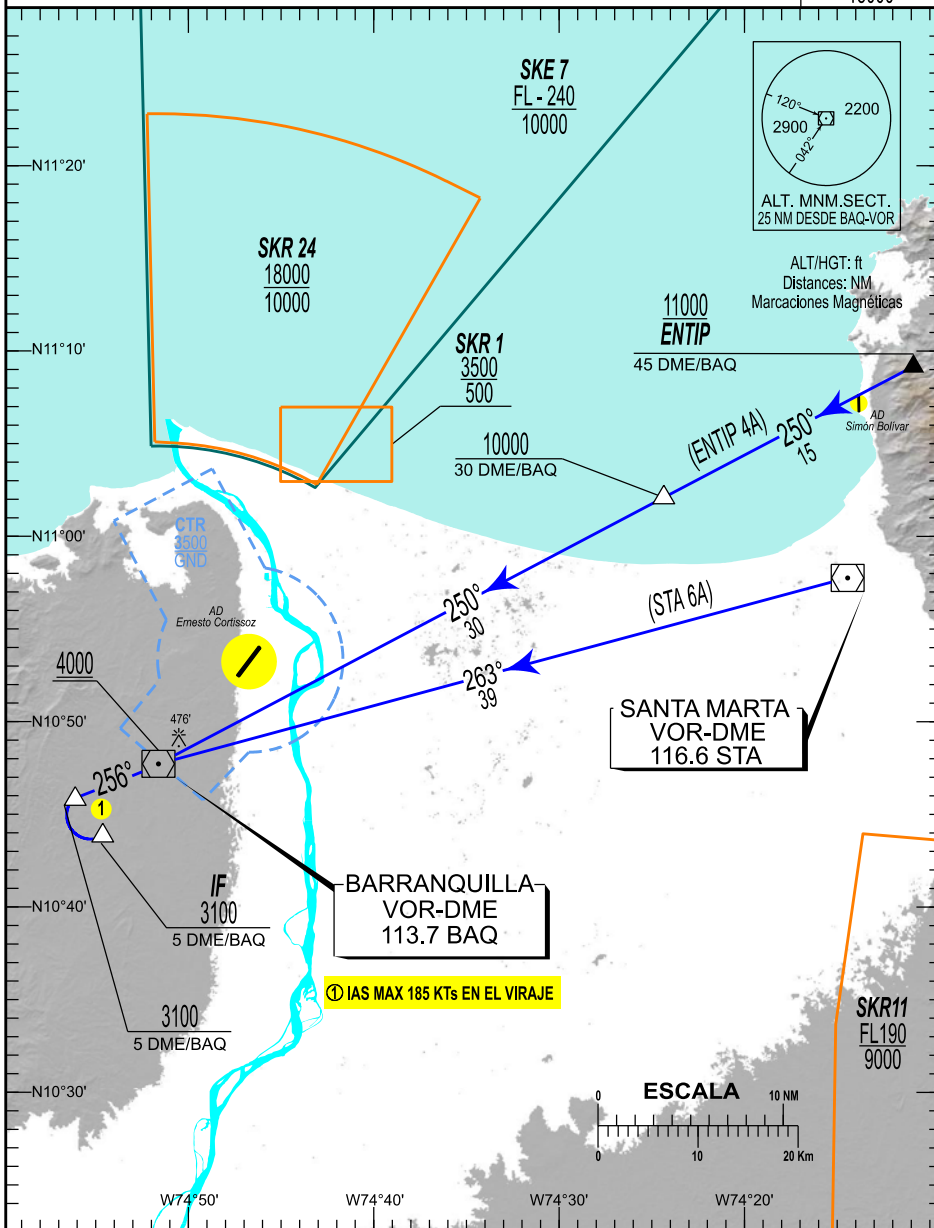 SKE 7
FL - 240
10000
120°
2200
2900
042°
ALT. MNM.SECT.
25 NM DESDE BAQ-VOR
N11°20'
SKR 24
18000
10000
ALT/HGT: ft
Distances: NM
Marcaciones Magnéticas
11000
ENTIP
45 DME/BAQ
N11°10'
SKR 1
3500
500
AD
Simón Bolívar
(ENTIP 4A)
250°
15
10000
30 DME/BAQ
N11°00'
CTR
3500
GND
AD
Ernesto Cortissoz
250°
30
(STA 6A)
263°
39
4000
N10°50'
476'
SANTA MARTA
VOR-DME
116.6 STA
256°
1
IF
3100
5 DME/BAQ
N10°40'
BARRANQUILLA
VOR-DME
113.7 BAQ
① IAS MAX 185 KTs EN EL VIRAJE
3100
5 DME/BAQ
SKR11
FL190
9000
N10°30'
ESCALA
0 10 NM
0 10 20 Km
W74°50' W74°40' W74°30' W74°20'